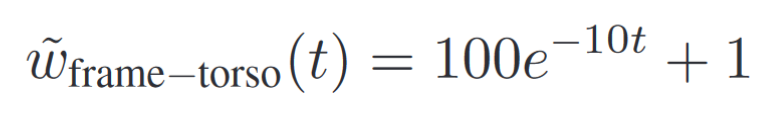 w̃_{frame−torso}(t) = 100e^{−10t} + 1